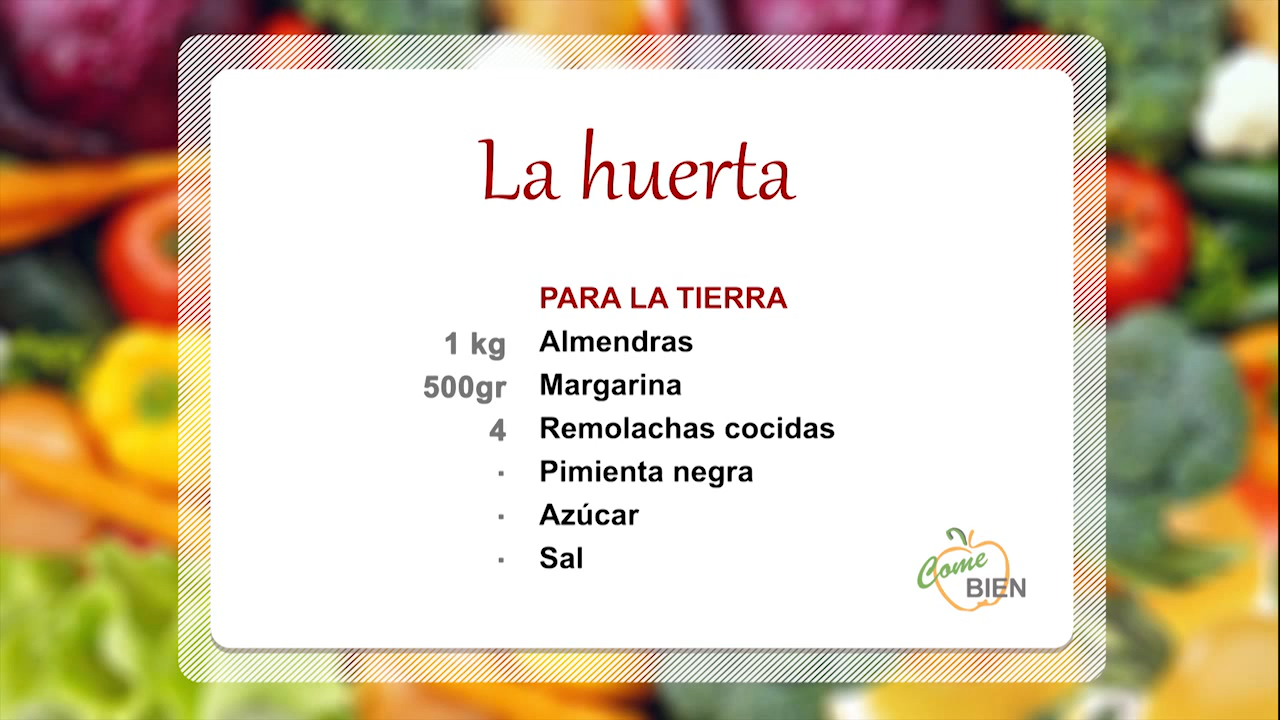 La huerta
PARA LA TIERRA
1 kg Almendras
500gr Margarina
4 Remolachas cocidas
· Pimienta negra
· Azúcar
· Sal
Come
BIEN